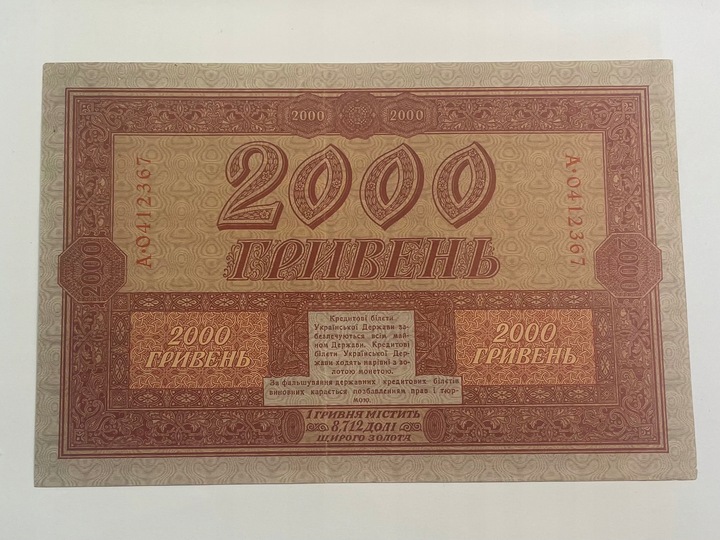 2000 2000
A·0412367
2000
A·0412367
ГРИВЕНЬ
2000
2000
2000
ГРИВЕНЬ
Кредитові білети
Української Держави за-
безпечуються всім май-
ном Держави. Кредитові
білети Української Дер-
жави ходять нарівні з зо-
лотою монетою.
2000
ГРИВЕНЬ
За фальшування державних кредитових білетів
виновних карається позбавленням прав і тюр-
мою.
1 ГРИВНЯ МІСТИТЬ
8,712 ДОЛІ
ЩИРОГО ЗОЛОТА